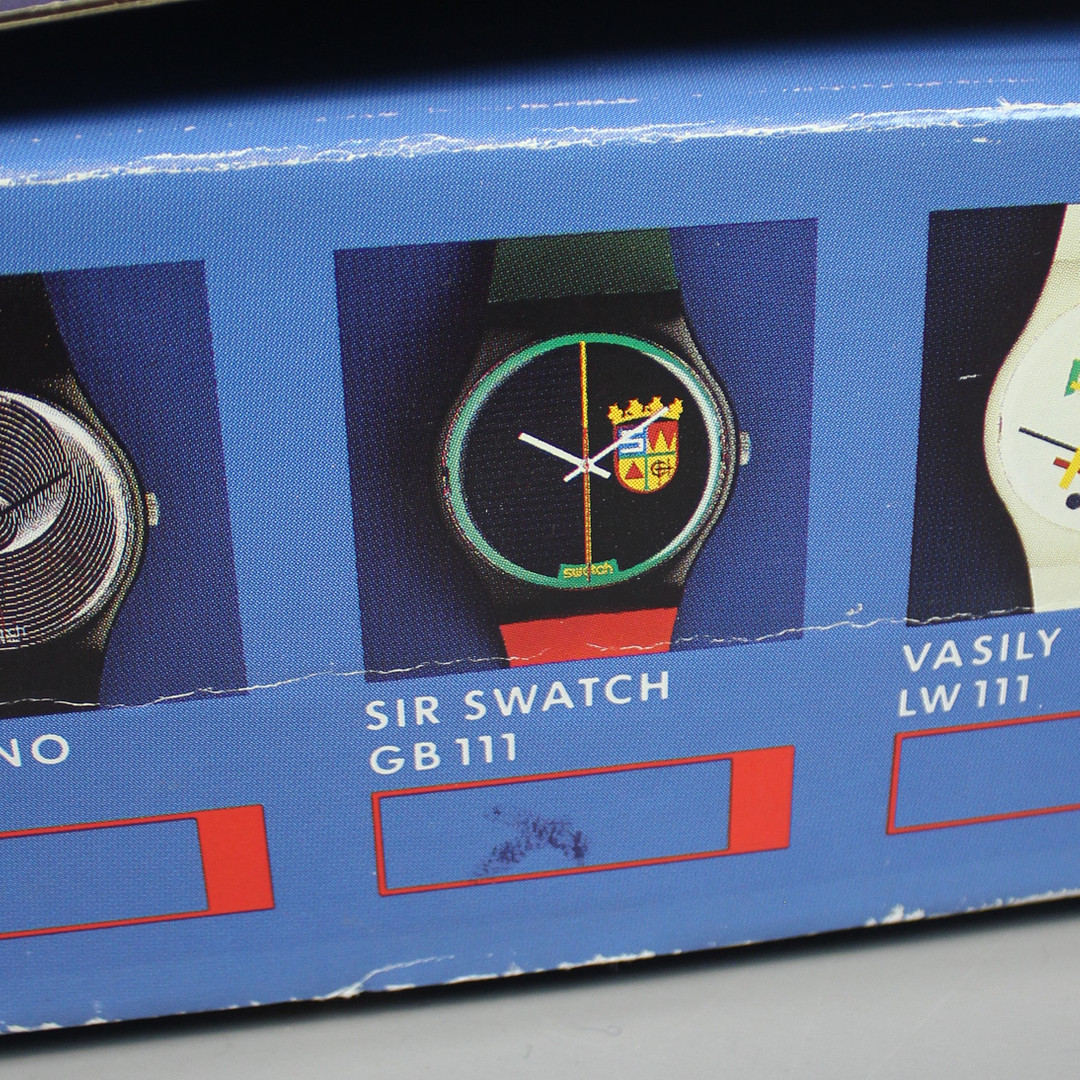 NO
SIR SWATCH
GB 111
VASILY
LW 111
swatch